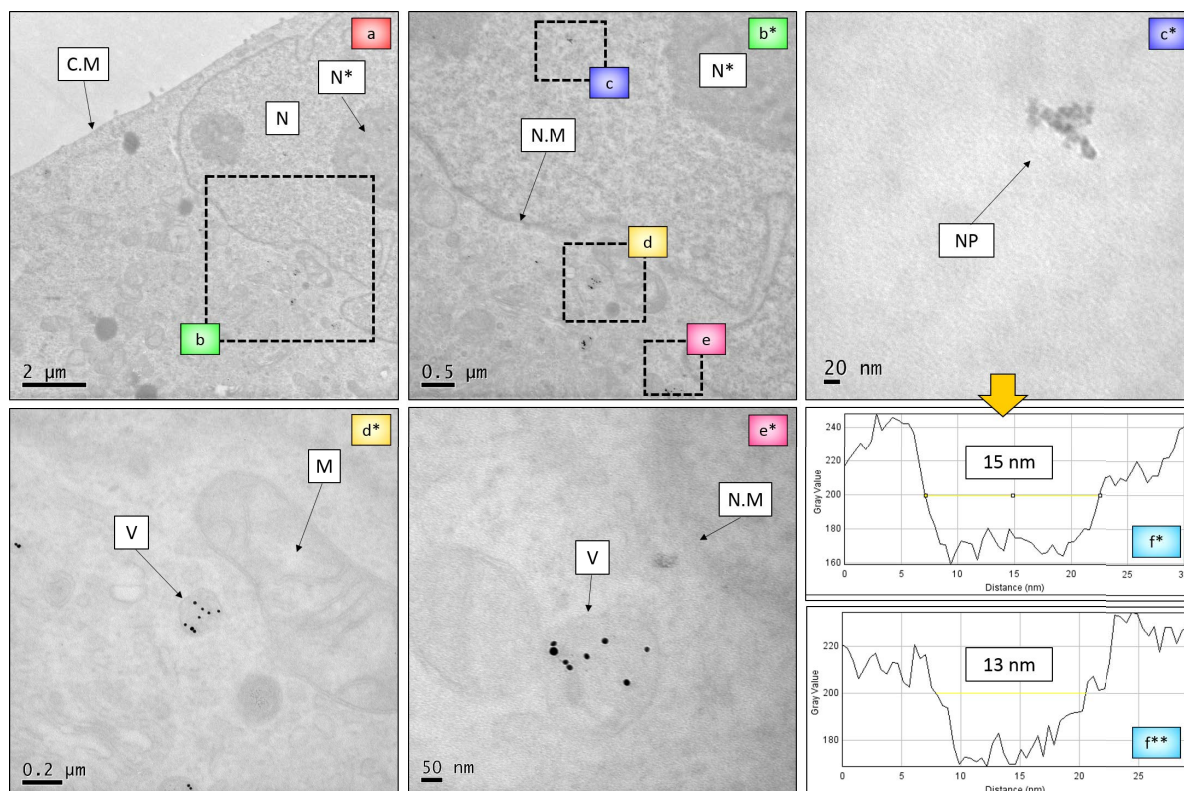 a
C.M
N*
N
b
2 µm
b*
N*
c
N.M
d
e
0.5 µm
c*
NP
20 nm
d*
M
V
0.2 µm
e*
N.M
V
50 nm
240
220
200
180
160
Gray Value
15 nm
f*
0 5 10 15 20 25
Distance (nm)
220
200
180
Gray Value
13 nm
f**
0 5 10 15 20 25
Distance (nm)